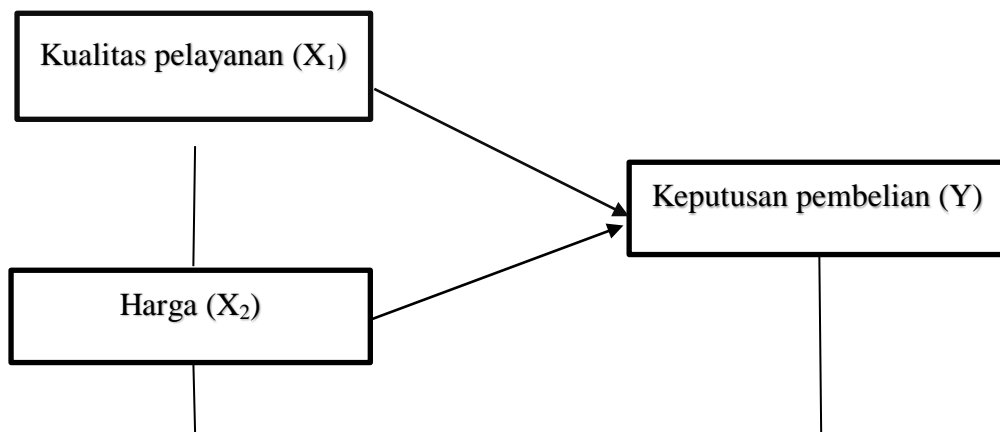 Kualitas pelayanan (X₁)
Keputusan pembelian (Y)
Harga (X₂)